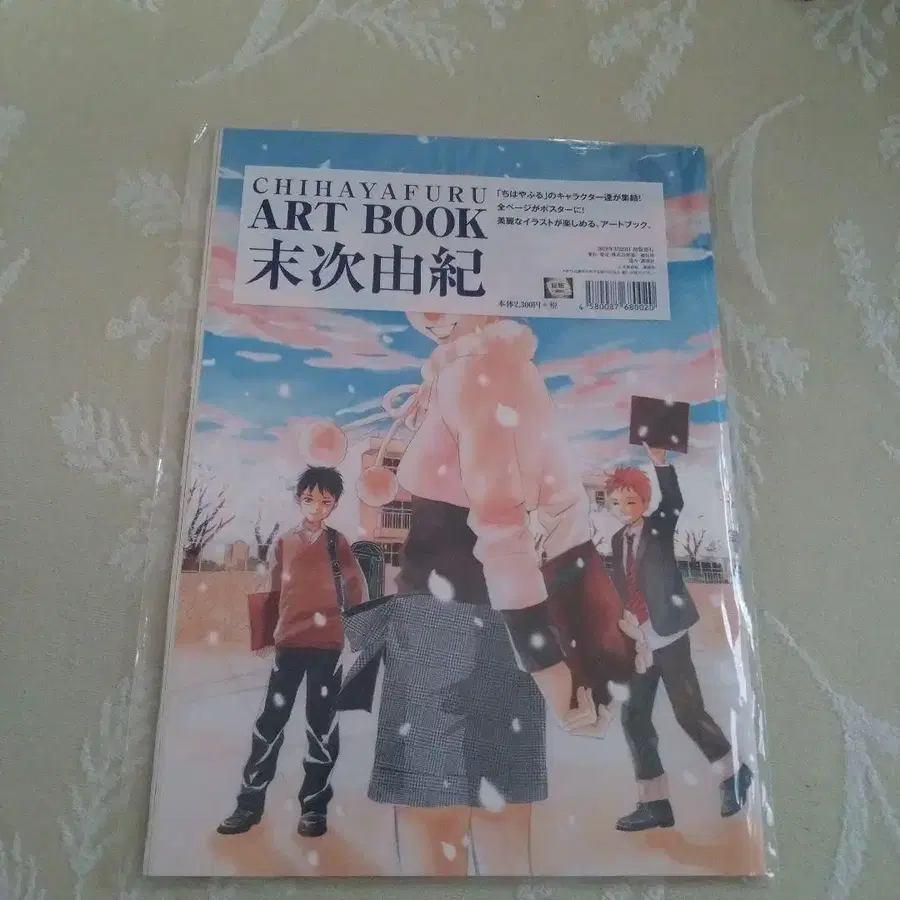 CHIHAYAFURU
ART BOOK
末次由紀
「ちはやふる」のキャラクター達が集結!
全ページがポスターに!
美麗なイラストが楽しめる、アートブック。
本体2,300円+税
4 580087 680020